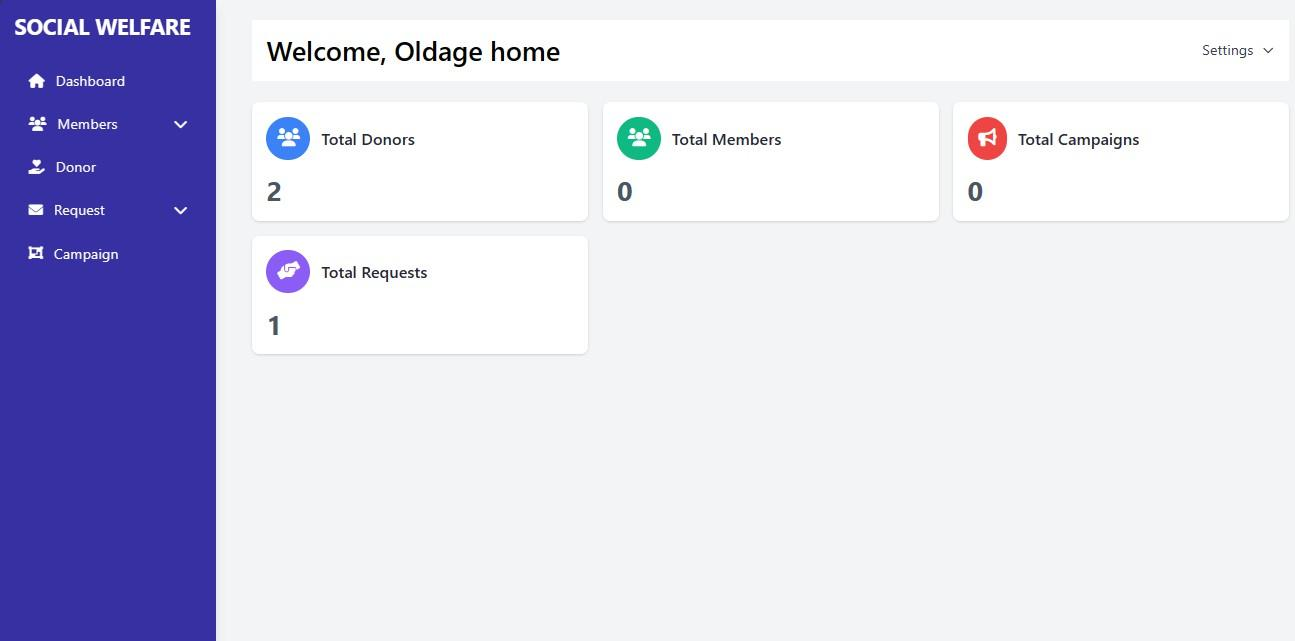 SOCIAL WELFARE
Dashboard
Members
Donor
Request
Campaign
Welcome, Oldage home
Settings
Total Donors
2
Total Members
0
Total Campaigns
0
Total Requests
1